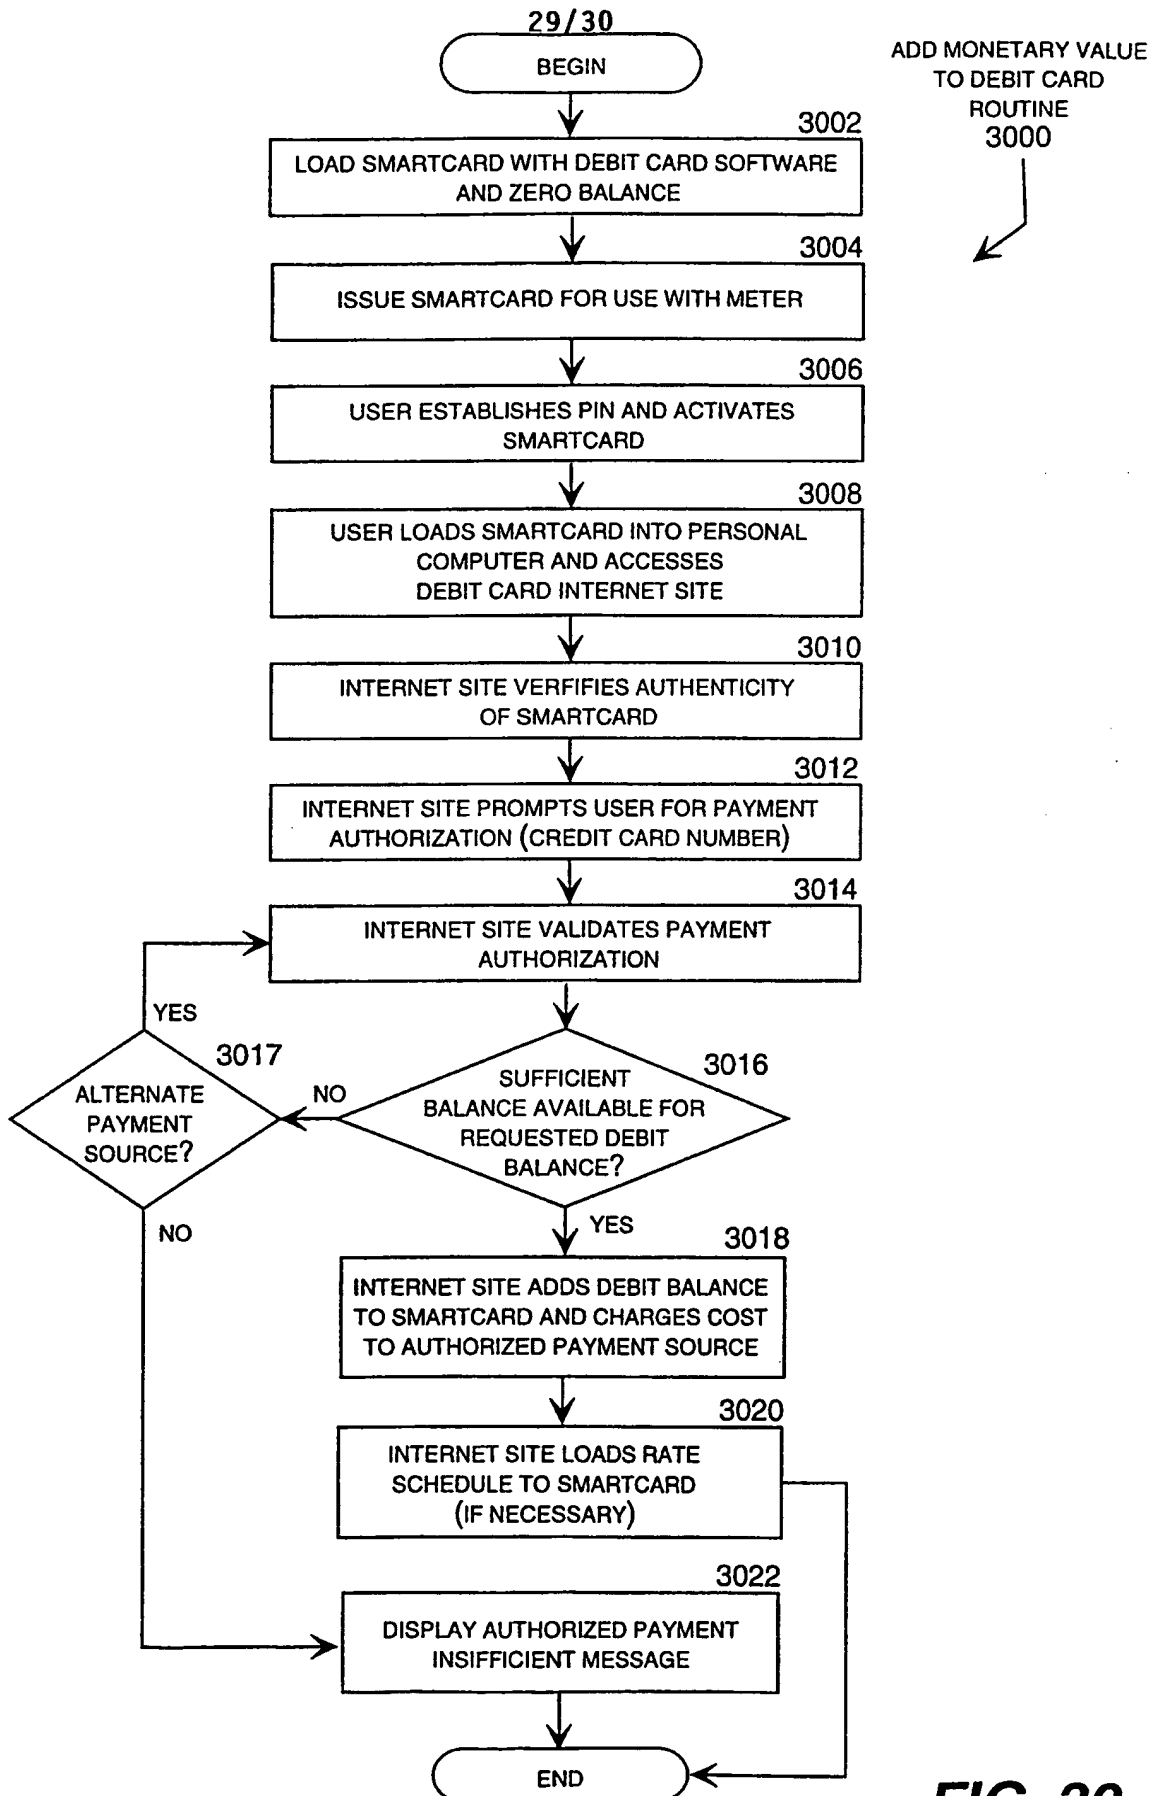 29/30
BEGIN
ADD MONETARY VALUE
TO DEBIT CARD
ROUTINE
3000
3002
LOAD SMARTCARD WITH DEBIT CARD SOFTWARE
AND ZERO BALANCE
3004
ISSUE SMARTCARD FOR USE WITH METER
3006
USER ESTABLISHES PIN AND ACTIVATES
SMARTCARD
3008
USER LOADS SMARTCARD INTO PERSONAL
COMPUTER AND ACCESSES
DEBIT CARD INTERNET SITE
3010
INTERNET SITE VERFIFIES AUTHENTICITY
OF SMARTCARD
3012
INTERNET SITE PROMPTS USER FOR PAYMENT
AUTHORIZATION (CREDIT CARD NUMBER)
3014
INTERNET SITE VALIDATES PAYMENT
AUTHORIZATION
YES
3017
ALTERNATE
PAYMENT
SOURCE?
NO
3016
SUFFICIENT
BALANCE AVAILABLE FOR
REQUESTED DEBIT
BALANCE?
NO
YES
3018
INTERNET SITE ADDS DEBIT BALANCE
TO SMARTCARD AND CHARGES COST
TO AUTHORIZED PAYMENT SOURCE
3020
INTERNET SITE LOADS RATE
SCHEDULE TO SMARTCARD
(IF NECESSARY)
3022
DISPLAY AUTHORIZED PAYMENT
INSIFFICIENT MESSAGE
END